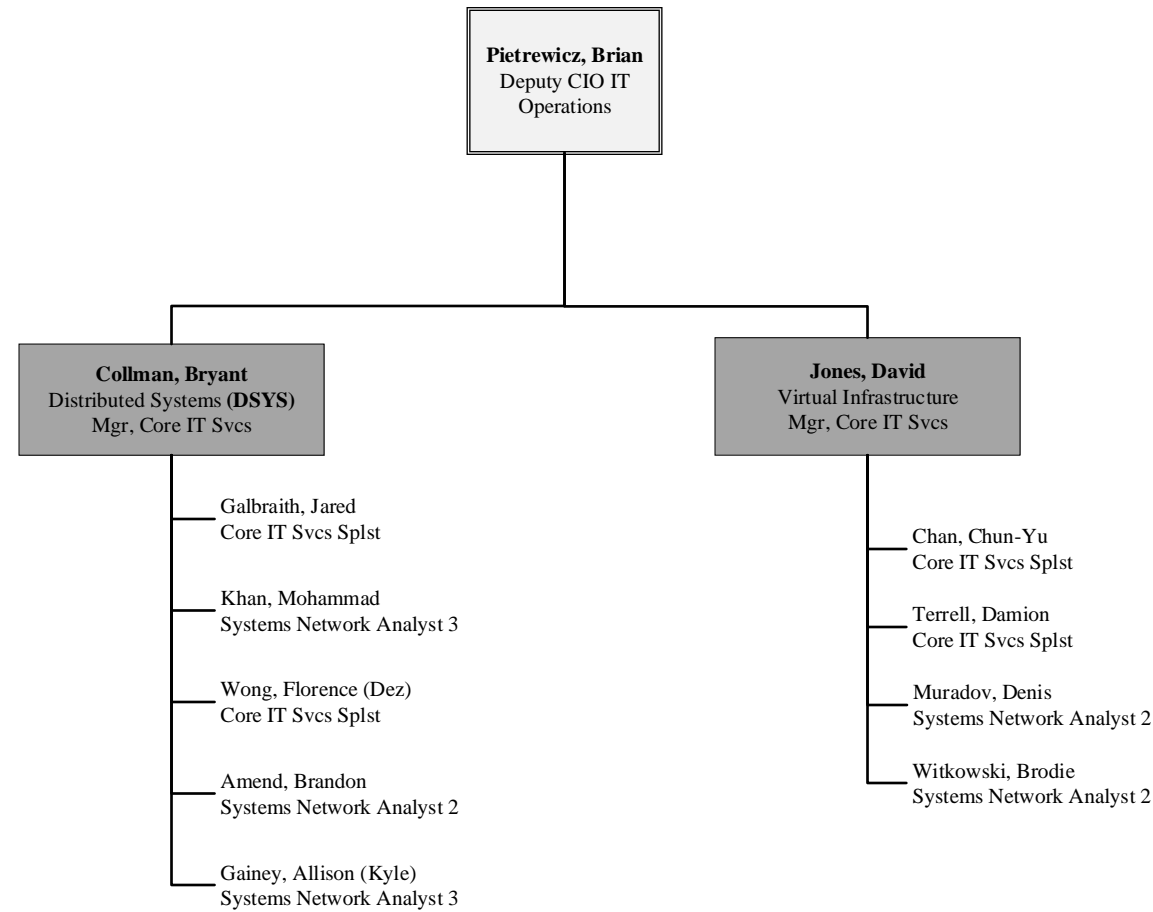 Pietrewicz, Brian
Deputy CIO IT
Operations
Collman, Bryant
Distributed Systems (DSYS)
Mgr, Core IT Svcs
Galbraith, Jared
Core IT Svcs Splst
Khan, Mohammad
Systems Network Analyst 3
Wong, Florence (Dez)
Core IT Svcs Splst
Amend, Brandon
Systems Network Analyst 2
Gainey, Allison (Kyle)
Systems Network Analyst 3
Jones, David
Virtual Infrastructure
Mgr, Core IT Svcs
Chan, Chun-Yu
Core IT Svcs Splst
Terrell, Damion
Core IT Svcs Splst
Muradov, Denis
Systems Network Analyst 2
Witkowski, Brodie
Systems Network Analyst 2